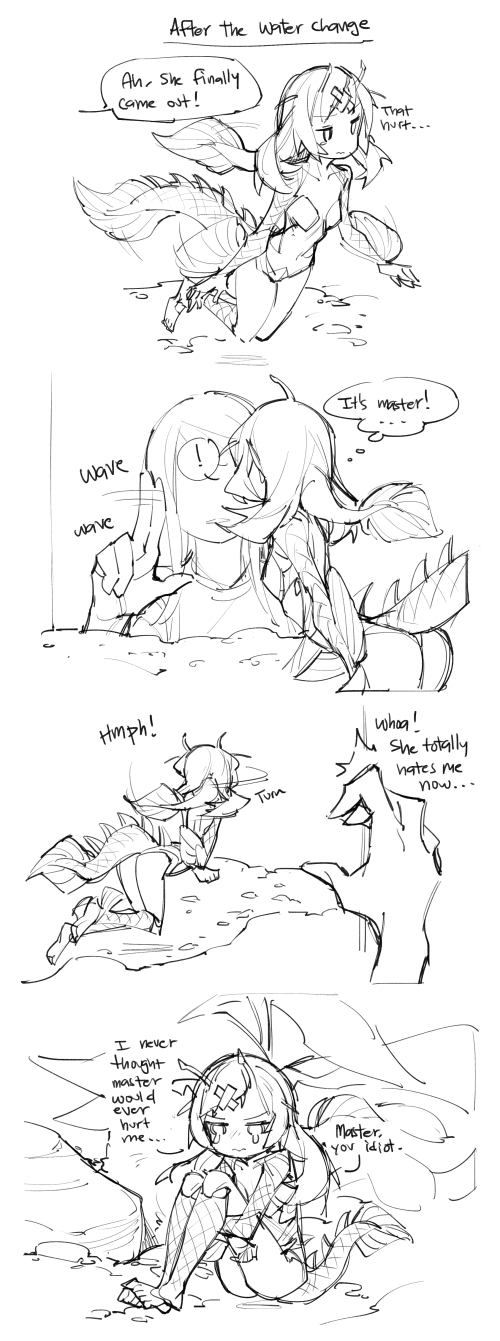 After the water change
Ah, she finally
came out!
That
hurt...
It's master!
....
!
wave
wave
Hmph!
Turn
Whoa!
She totally
hates me
now...
I never
thought
master
would
ever
hurt
me...
Master,
you idiot.